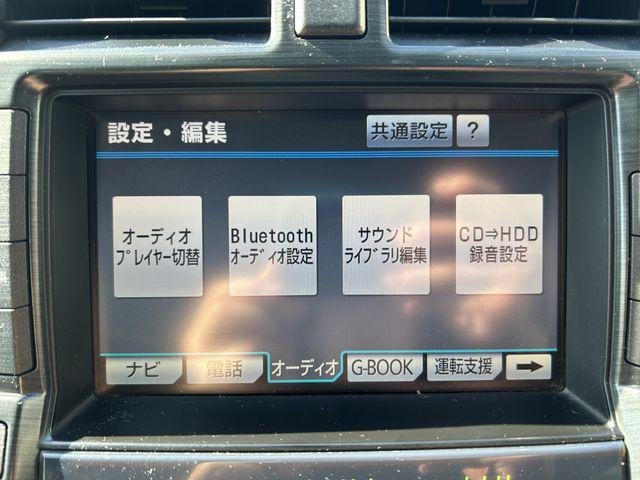 設定・編集
共通設定
?
オーディオ
プレイヤー切替
Bluetooth
オーディオ設定
サウンド
ライブラリ編集
CD⇒HDD
録音設定
ナビ
電話
オーディオ
G-BOOK
運転支援
➡